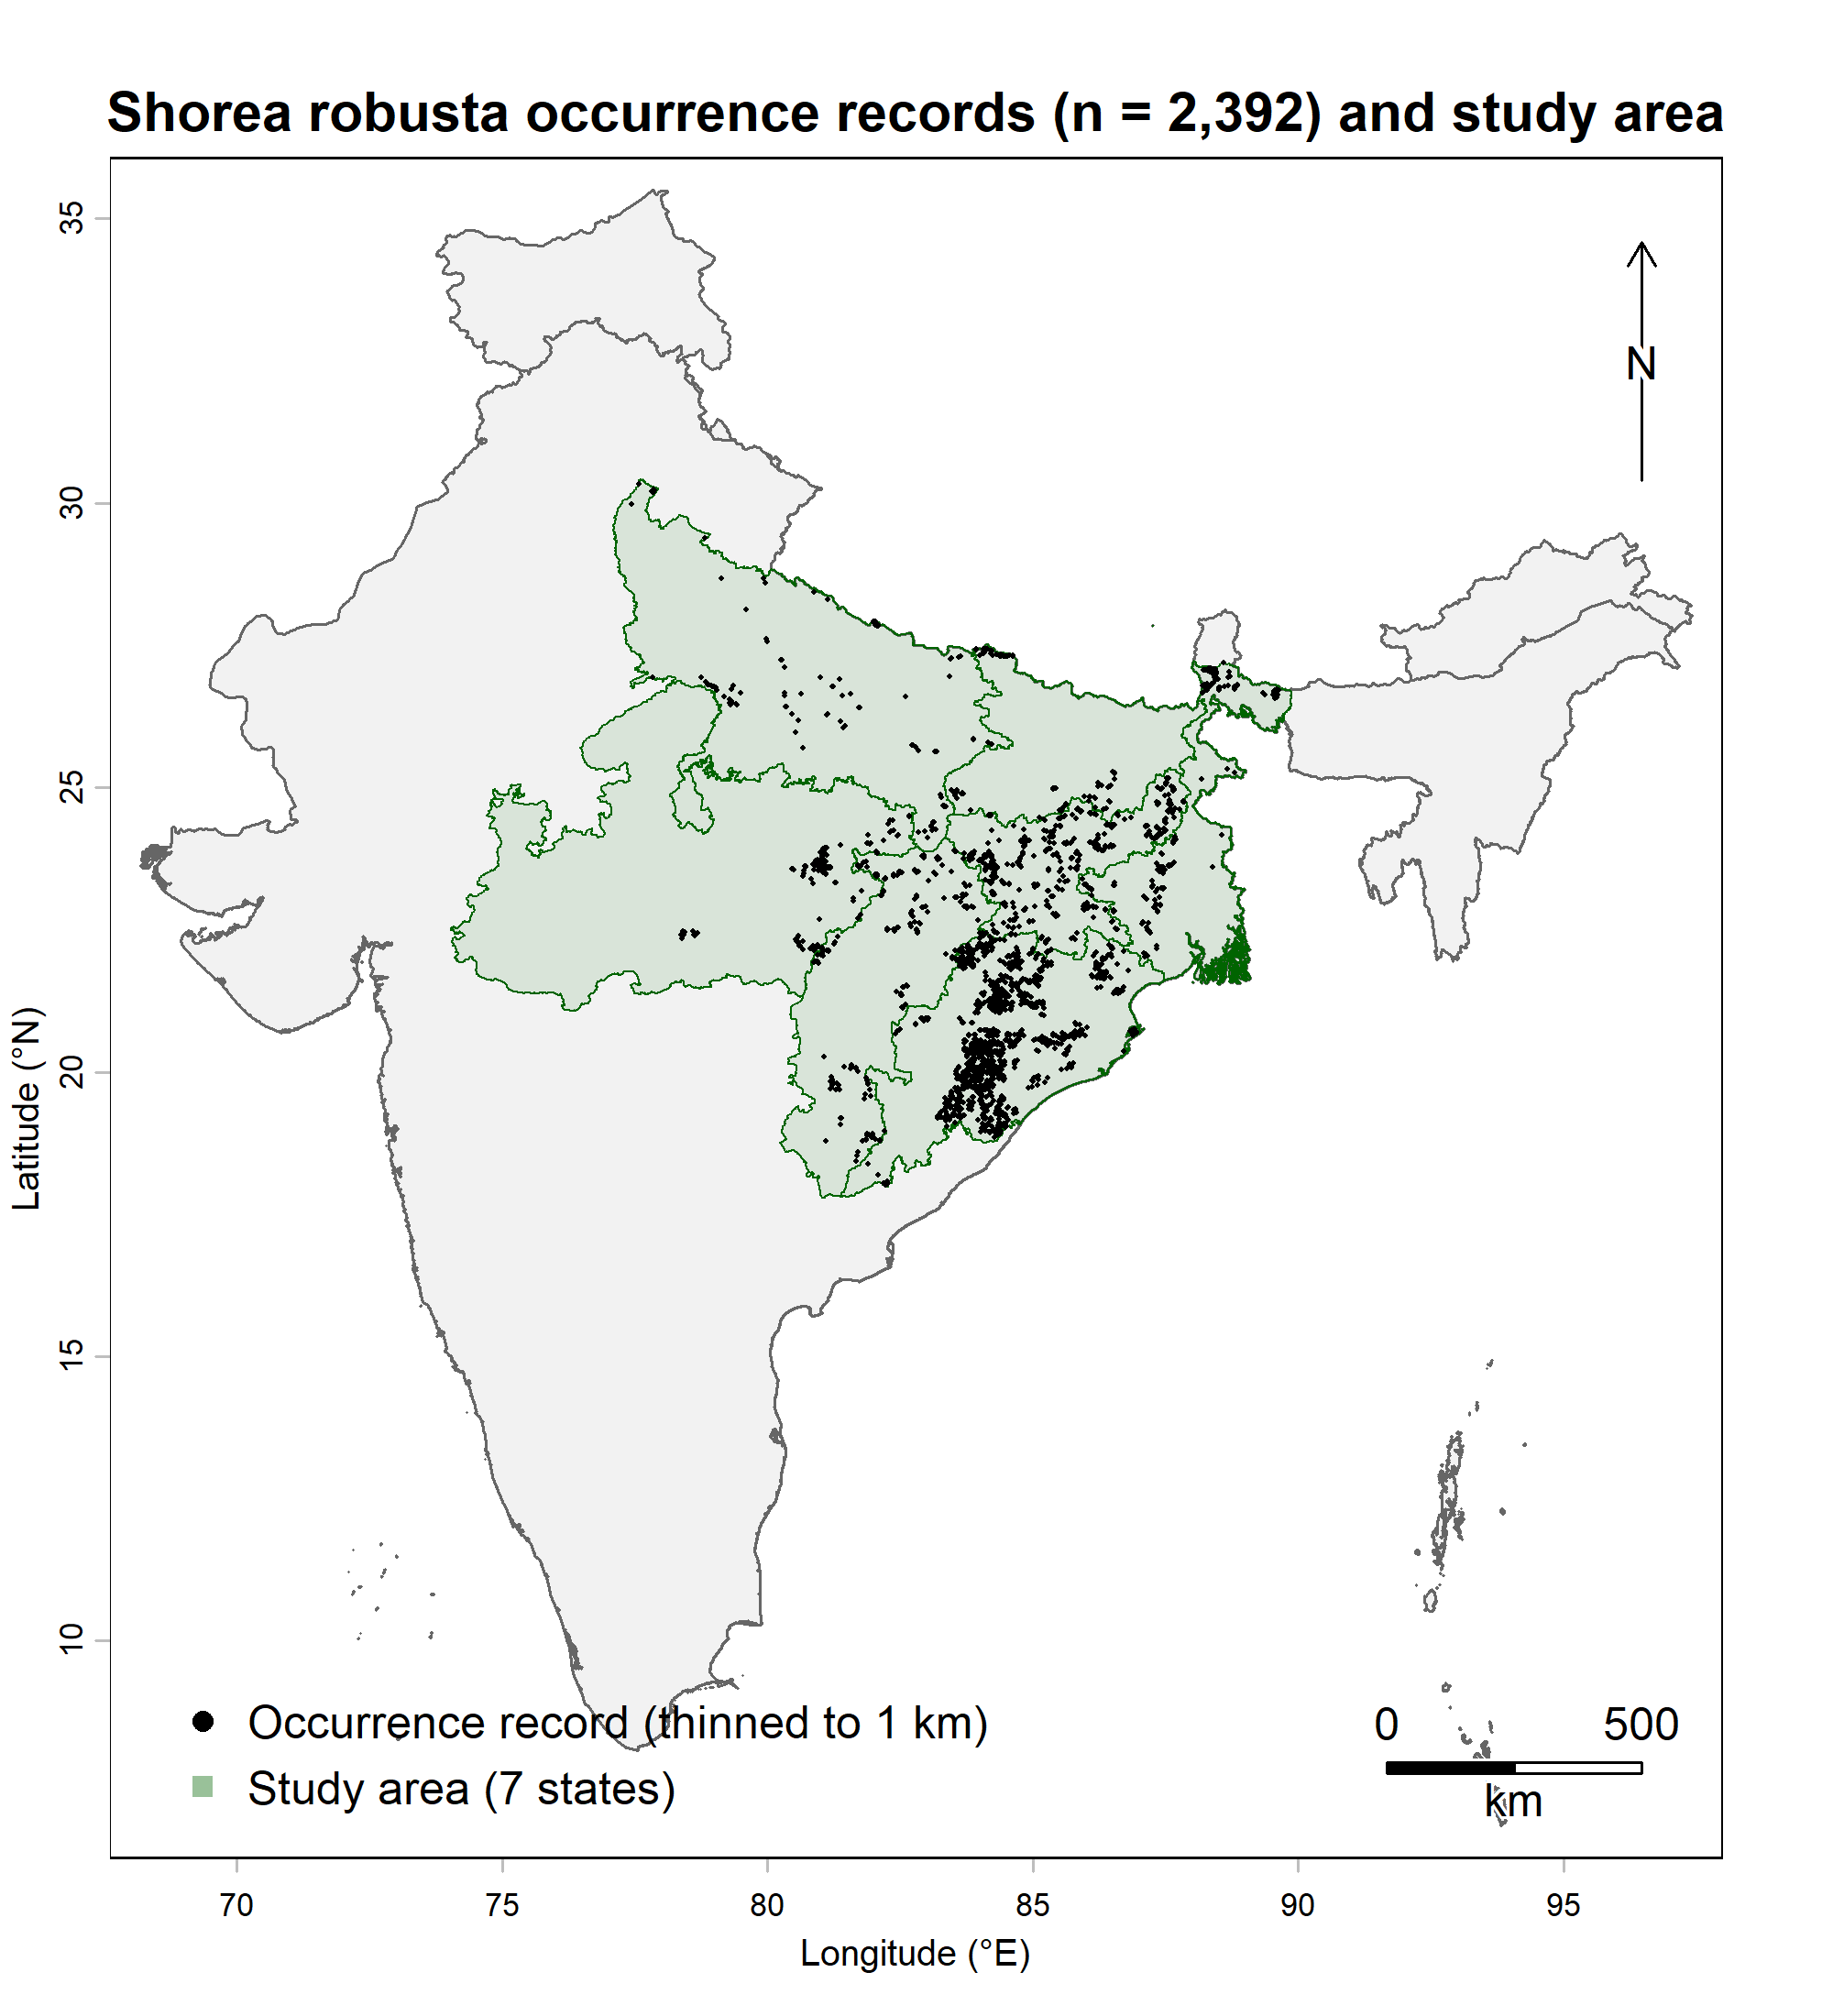 Shorea robusta occurrence records (n = 2,392) and study area
35
30
25
20
15
10
Latitude (°N)
N
Occurrence record (thinned to 1 km)
Study area (7 states)
0 500
km
70 75 80 85 90 95
Longitude (°E)